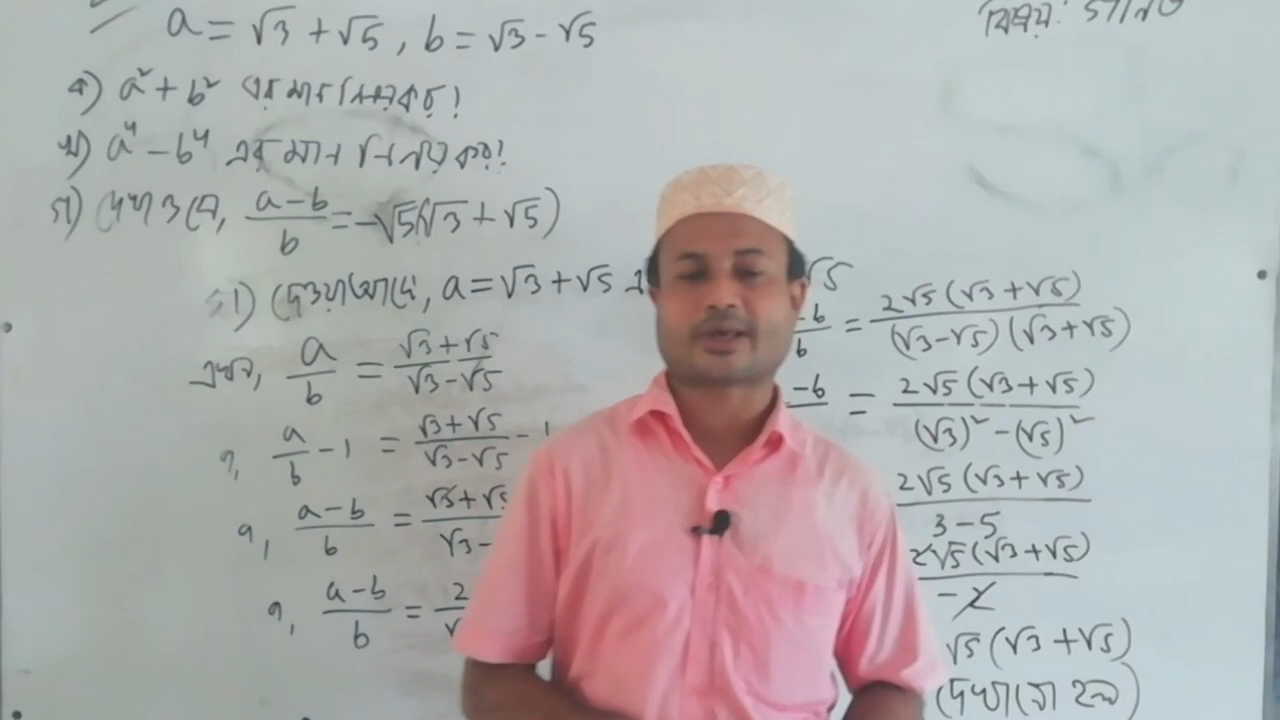 a = √3 + √5, b = √3 - √5
বিষয়: গণিত
ক) a² + b² এর মান নির্ণয় কর!
খ) a⁴ - b⁴ এর মান নির্ণয় কর!
গ) দেখাও যে, (a-b)/b = -√5(√3 + √5)
গ) দেওয়া আছে, a = √3 + √5 √5
এখন, a/b = (√3+√5)/(√3-√5)
বা, a/b - 1 = (√3+√5)/(√3-√5) - 1
বা, (a-b)/b = (√3+√5)/(√3-
বা, (a-b)/b = 2/√
-b/b = 2√5(√3+√5)/(√3-√5)(√3+√5)
-b = 2√5(√3+√5)/(√3)²-(√5)²
2√5(√3+√5)/3-5
2√5(√3+√5)/-2
√5(√3+√5)
(দেখানো হল)